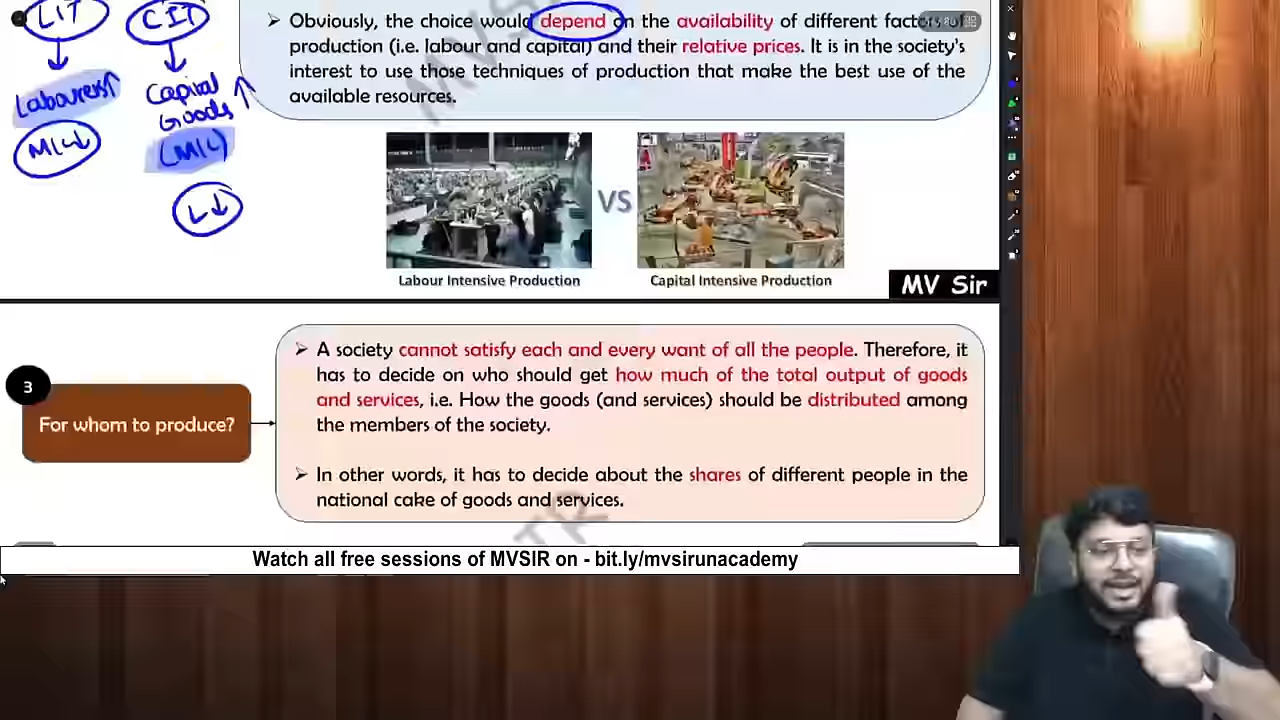 LIT
CIT
Labourers↑
Capital Goods ↑
M/C↓
(M/C)
L↓
➤ Obviously, the choice would depend on the availability of different
production (i.e. labour and capital) and their relative prices. It is in the society's
interest to use those techniques of production that make the best use of the
available resources.
VS
Labour Intensive Production
Capital Intensive Production
MV Sir
3
For whom to produce?
➤ A society cannot satisfy each and every want of all the people. Therefore, it
has to decide on who should get how much of the total output of goods
and services, i.e. How the goods (and services) should be distributed among
the members of the society.
➤ In other words, it has to decide about the shares of different people in the
national cake of goods and services.
Watch all free sessions of MVSIR on - bit.ly/mvsirunacademy